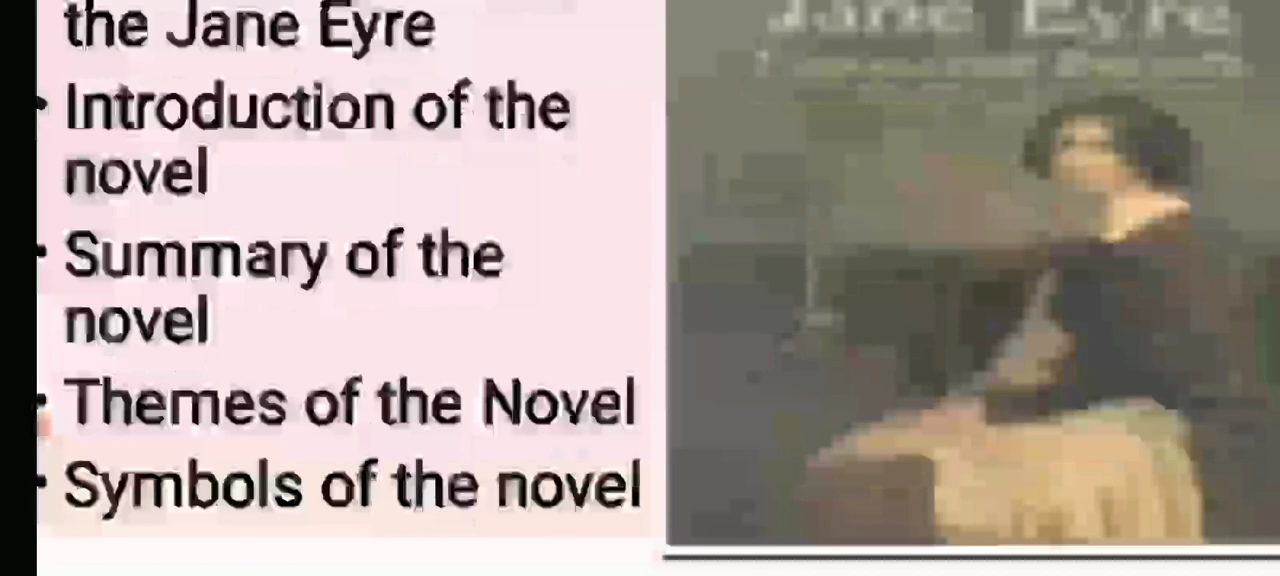 the Jane Eyre
• Introduction of the
novel
• Summary of the
novel
• Themes of the Novel
• Symbols of the novel
Jane Eyre